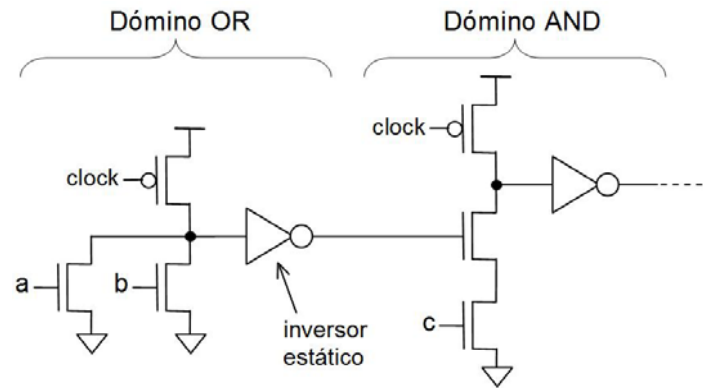 Dómino OR
Dómino AND
clock
clock
a
b
inversor
estático
c